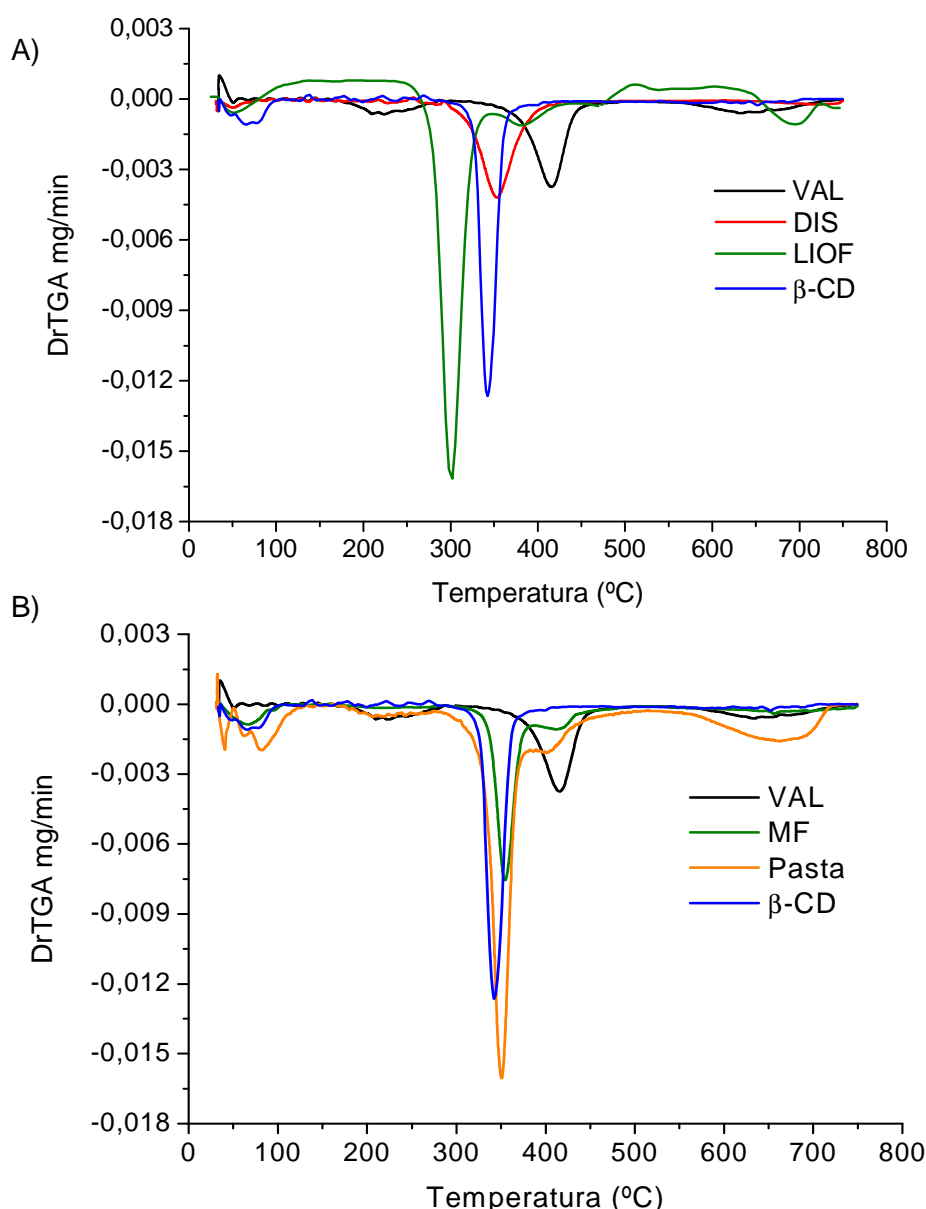 A)
0,003
0,000
-0,003
-0,006
-0,009
-0,012
-0,015
-0,018
DrTGA mg/min
VAL
DIS
LIOF
β-CD
0 100 200 300 400 500 600 700 800
Temperatura (ºC)
B)
0,003
0,000
-0,003
-0,006
-0,009
-0,012
-0,015
-0,018
DrTGA mg/min
VAL
MF
Pasta
β-CD
0 100 200 300 400 500 600 700 800
Temperatura (ºC)